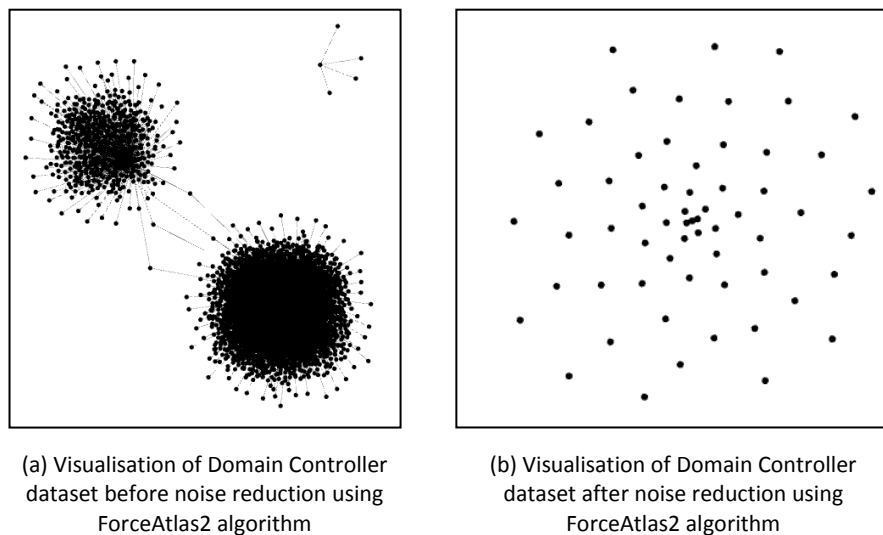 (a) Visualisation of Domain Controller
dataset before noise reduction using
ForceAtlas2 algorithm
(b) Visualisation of Domain Controller
dataset after noise reduction using
ForceAtlas2 algorithm